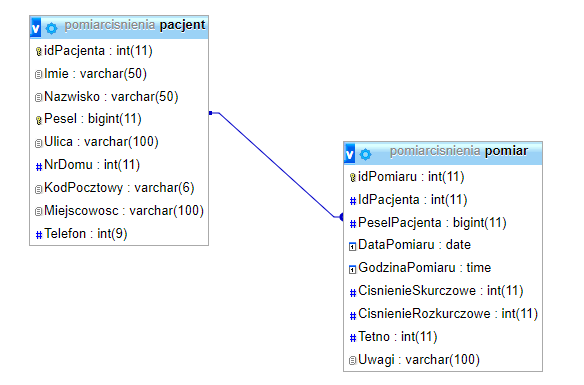 v pomiarcisnienia pacjent
idPacjenta : int(11)
Imie : varchar(50)
Nazwisko : varchar(50)
Pesel : bigint(11)
Ulica : varchar(100)
# NrDomu : int(11)
KodPocztowy : varchar(6)
Miejscowosc : varchar(100)
# Telefon : int(9)
v pomiarcisnienia pomiar
idPomiaru : int(11)
# IdPacjenta : int(11)
# PeselPacjenta : bigint(11)
DataPomiaru : date
GodzinaPomiaru : time
# CisnienieSkurczowe : int(11)
# CisnienieRozkurczowe : int(11)
# Tetno : int(11)
Uwagi : varchar(100)